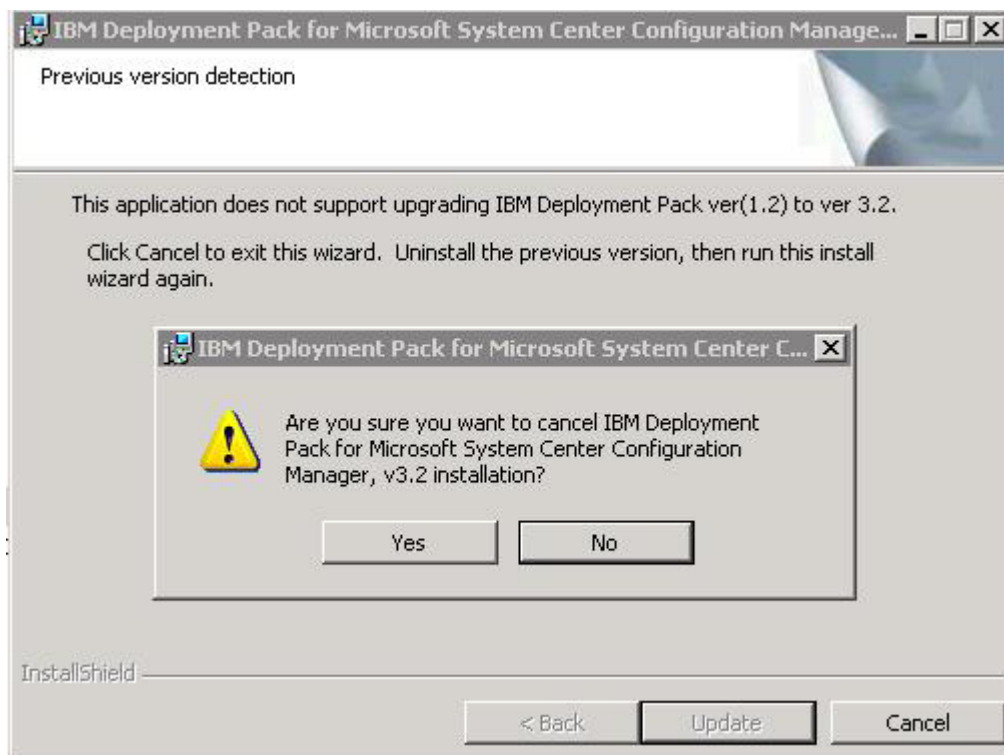 IBM Deployment Pack for Microsoft System Center Configuration Manage...
Previous version detection
This application does not support upgrading IBM Deployment Pack ver(1.2) to ver 3.2.
Click Cancel to exit this wizard. Uninstall the previous version, then run this install
wizard again.
IBM Deployment Pack for Microsoft System Center C...
Are you sure you want to cancel IBM Deployment
Pack for Microsoft System Center Configuration
Manager, v3.2 installation?
Yes
No
InstallShield
< Back
Update
Cancel